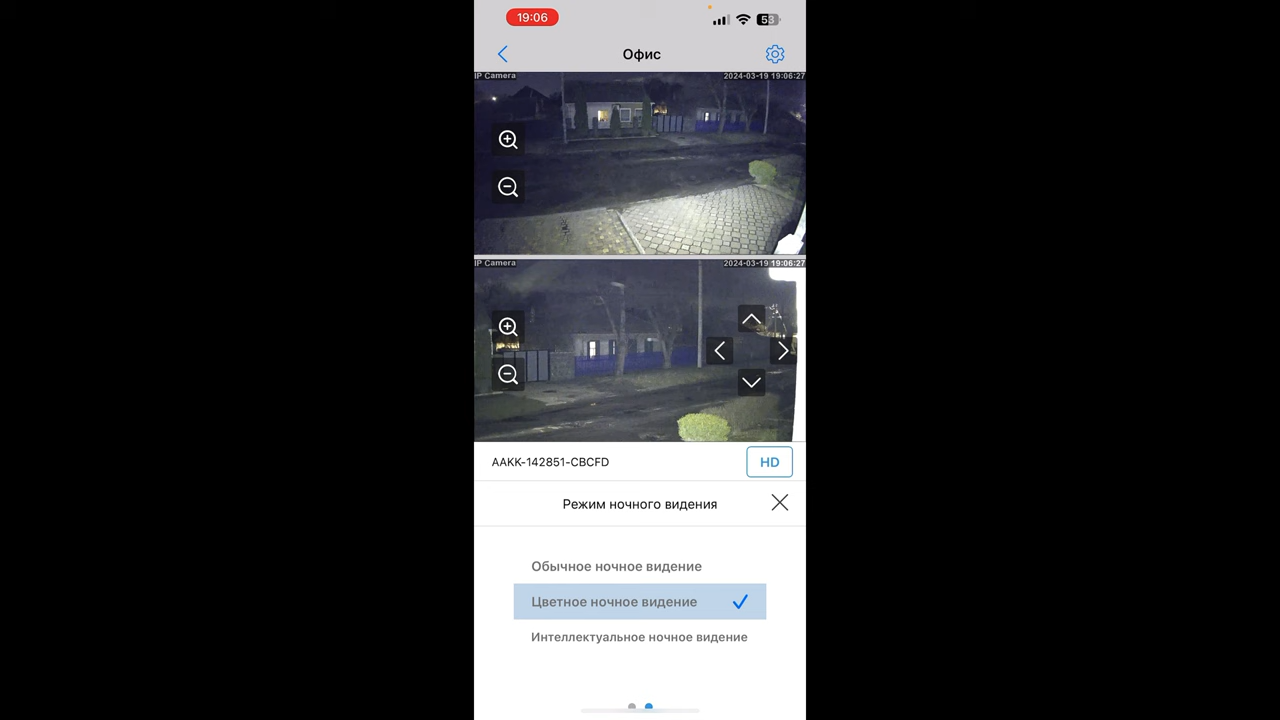 19:06
53
Офис
IP Camera
2024-03-19 19:06:27
IP Camera
2024-03-19 19:06:27
AAKK-142851-CBCFD
HD
Режим ночного видения
Обычное ночное видение
Цветное ночное видение
Интеллектуальное ночное видение